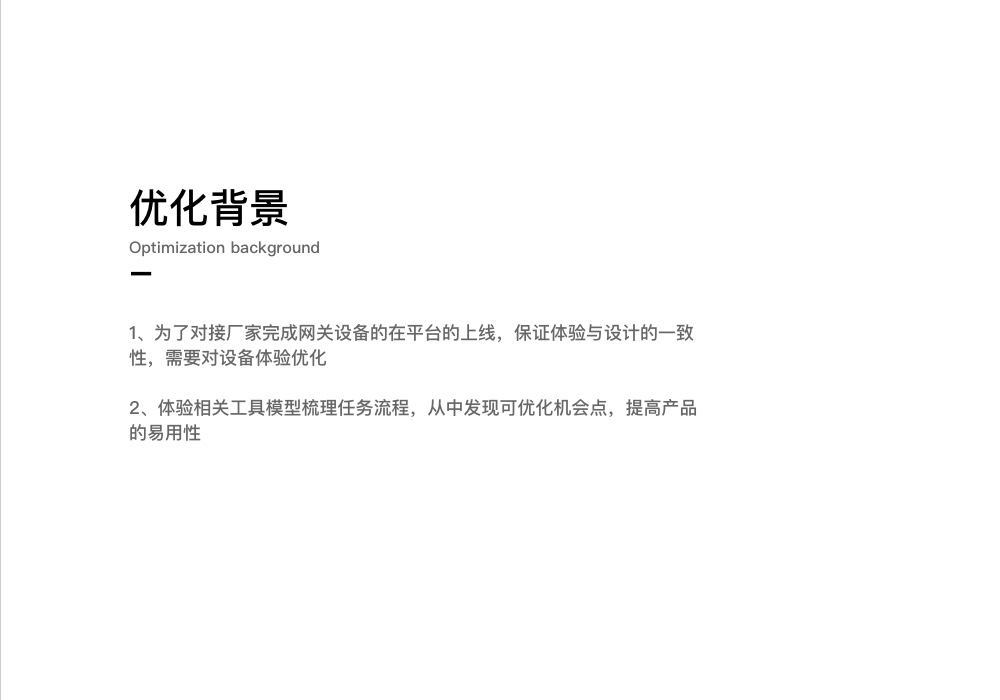 优化背景
Optimization background
1、为了对接厂家完成网关设备的在平台的上线，保证体验与设计的一致
性，需要对设备体验优化
2、体验相关工具模型梳理任务流程，从中发现可优化机会点，提高产品
的易用性